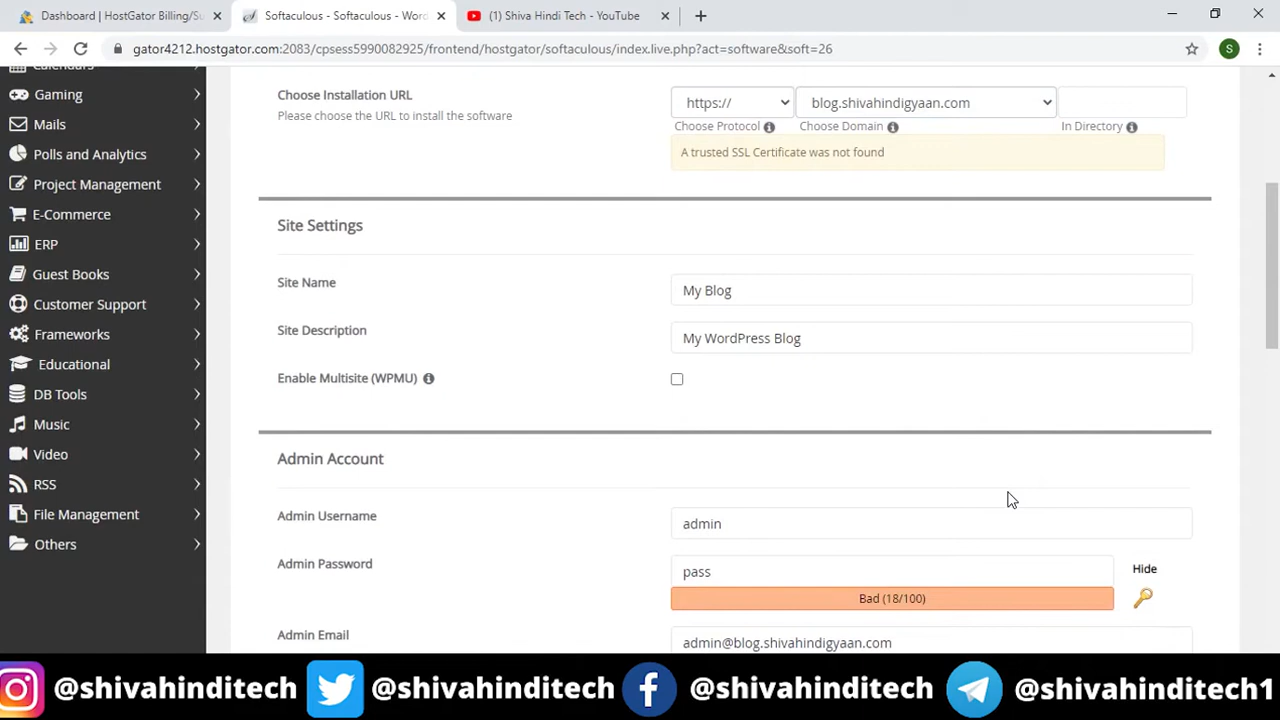 Dashboard | HostGator Billing/Su
Softaculous - Softaculous - Wor
(1) Shiva Hindi Tech - YouTube
gator4212.hostgator.com:2083/cpsess5990082925/frontend/hostgator/softaculous/index.live.php?act=software&soft=26
S
Calendars
Gaming
Mails
Polls and Analytics
Project Management
E-Commerce
ERP
Guest Books
Customer Support
Frameworks
Educational
DB Tools
Music
Video
RSS
File Management
Others
Choose Installation URL
Please choose the URL to install the software
https://
blog.shivahindigyaan.com
Choose Protocol
Choose Domain
In Directory
A trusted SSL Certificate was not found
Site Settings
Site Name
My Blog
Site Description
My WordPress Blog
Enable Multisite (WPMU)
Admin Account
Admin Username
admin
Admin Password
pass
Hide
Bad (18/100)
Admin Email
admin@blog.shivahindigyaan.com
@shivahinditech
@shivahinditech
@shivahinditech
@shivahinditech1